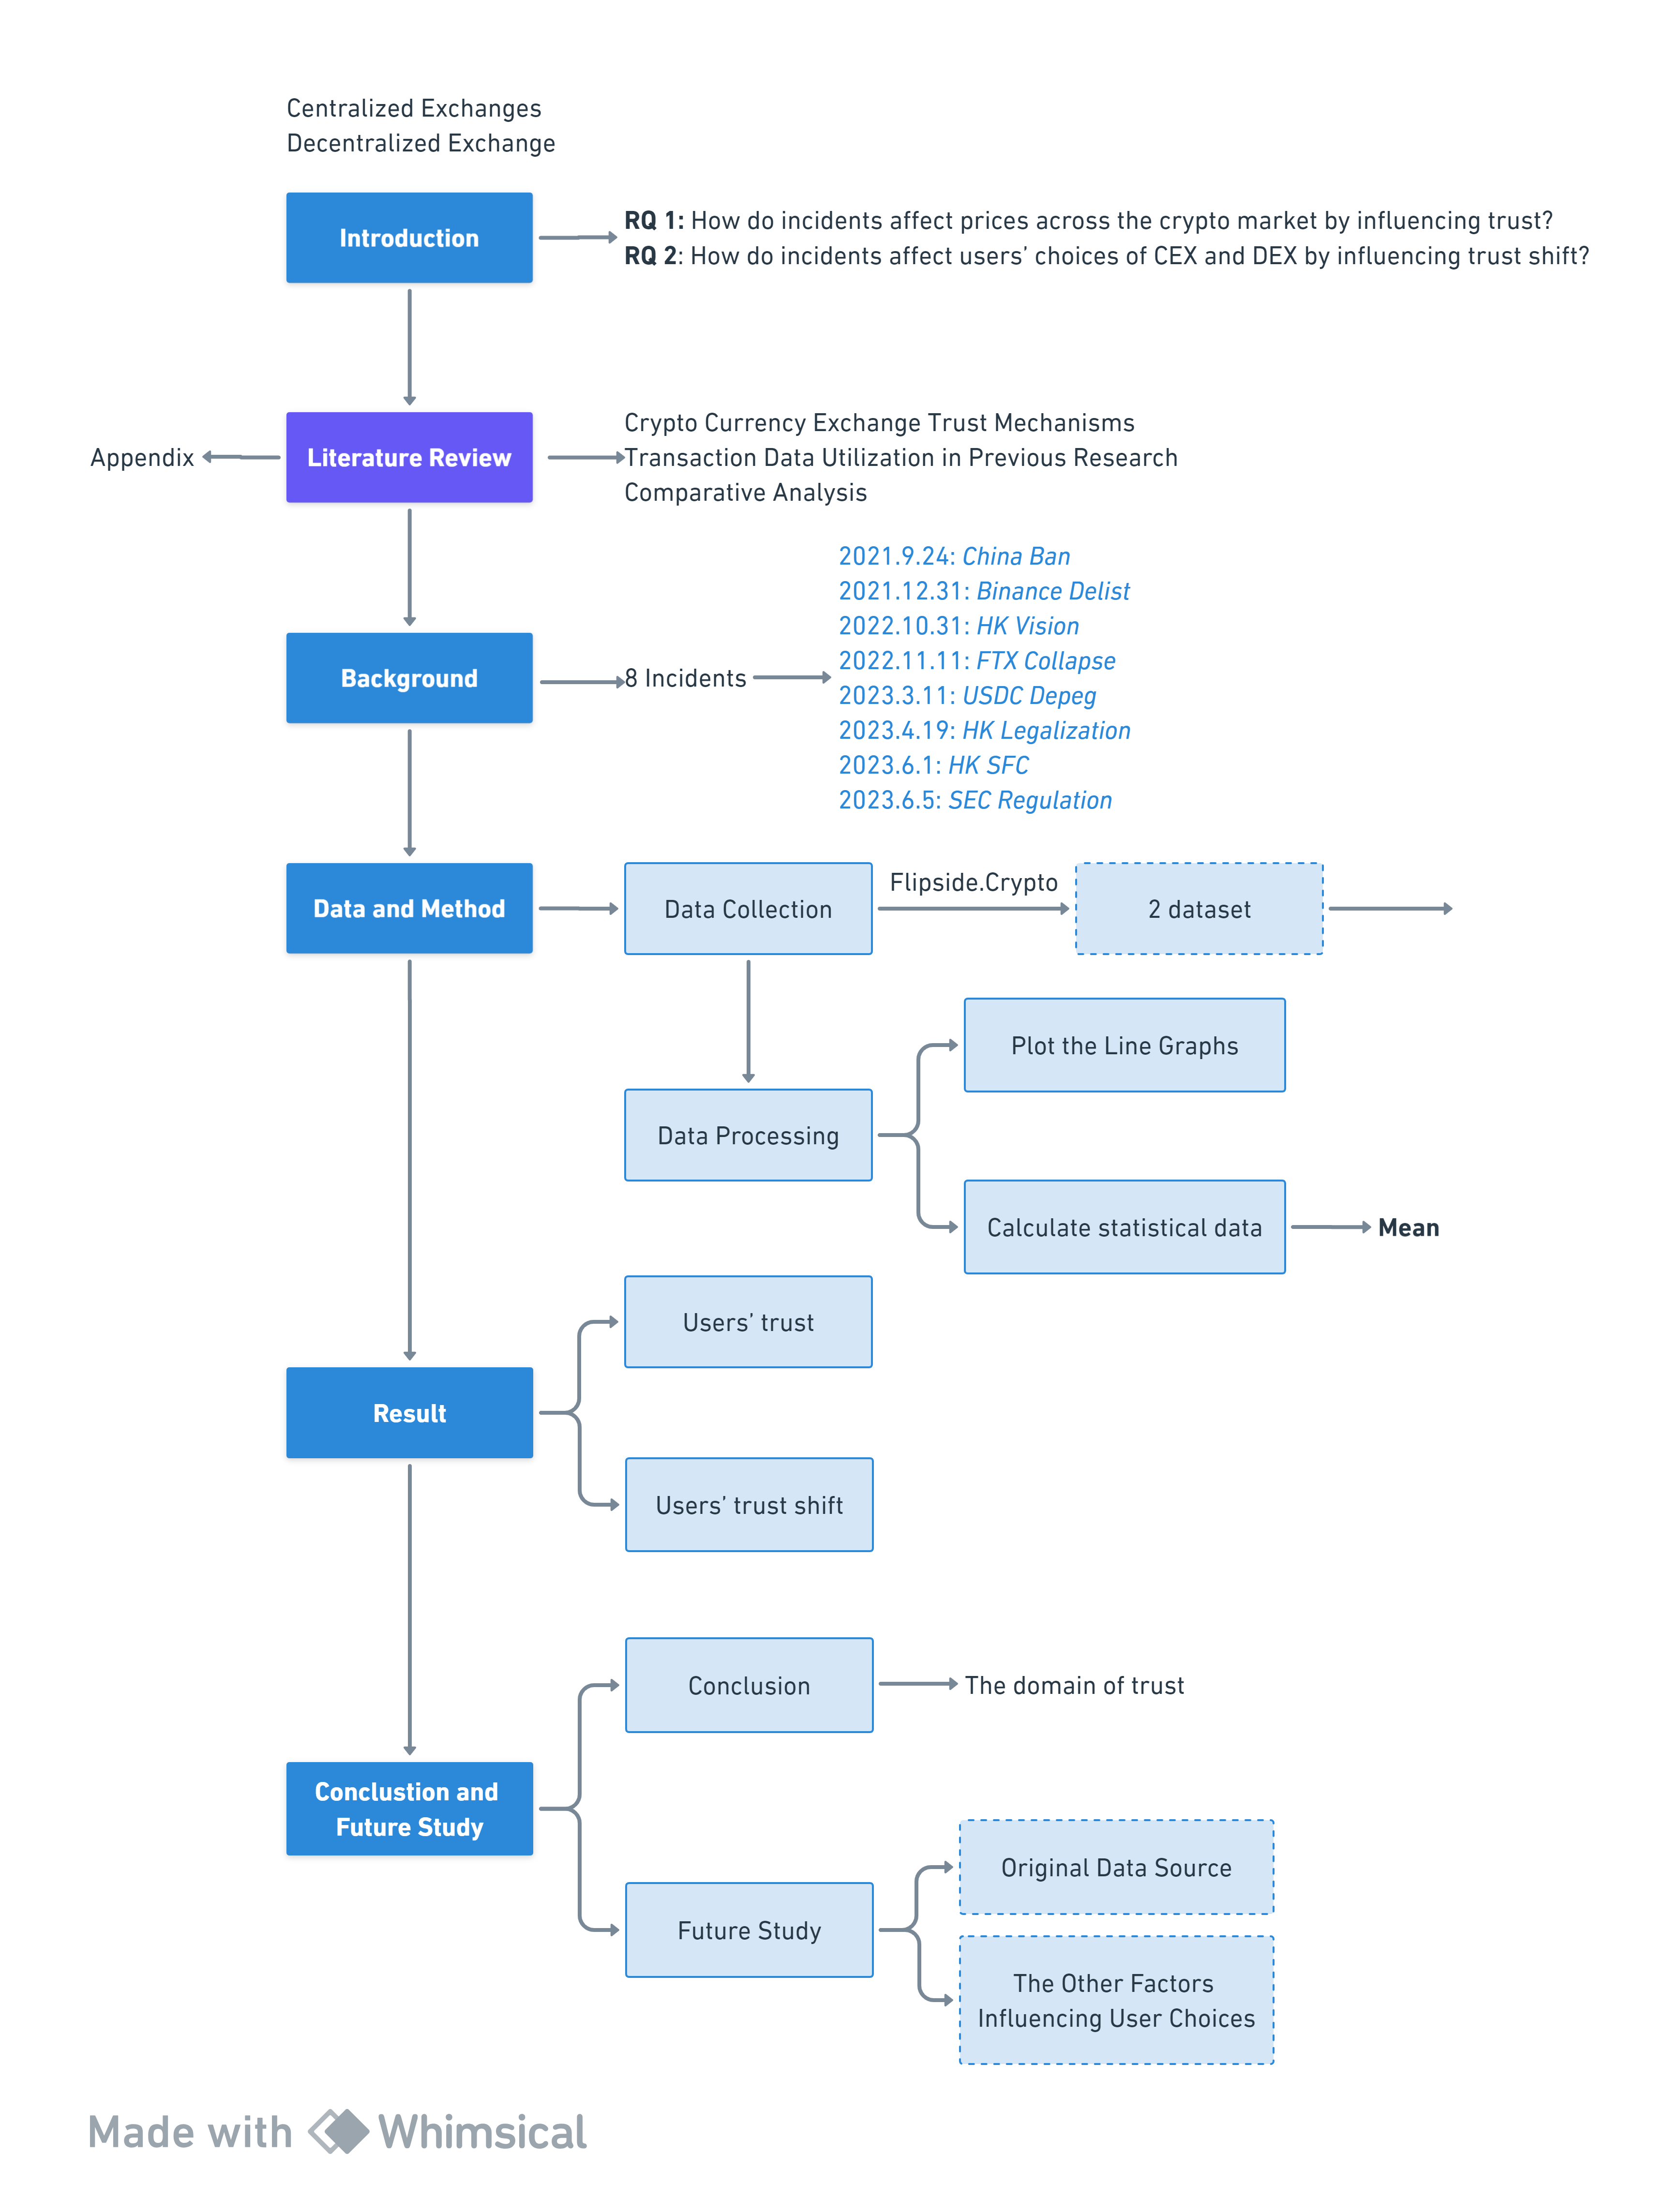 Centralized Exchanges
Decentralized Exchange
Introduction
RQ 1: How do incidents affect prices across the crypto market by influencing trust?
RQ 2: How do incidents affect users’ choices of CEX and DEX by influencing trust shift?
Appendix
Literature Review
Crypto Currency Exchange Trust Mechanisms
Transaction Data Utilization in Previous Research
Comparative Analysis
Background
8 Incidents
2021.9.24: China Ban
2021.12.31: Binance Delist
2022.10.31: HK Vision
2022.11.11: FTX Collapse
2023.3.11: USDC Depeg
2023.4.19: HK Legalization
2023.6.1: HK SFC
2023.6.5: SEC Regulation
Data and Method
Data Collection
Flipside.Crypto
2 dataset
Data Processing
Plot the Line Graphs
Calculate statistical data
Mean
Result
Users’ trust
Users’ trust shift
Conclustion and
Future Study
Conclusion
The domain of trust
Future Study
Original Data Source
The Other Factors
Influencing User Choices
Made with Whimsical